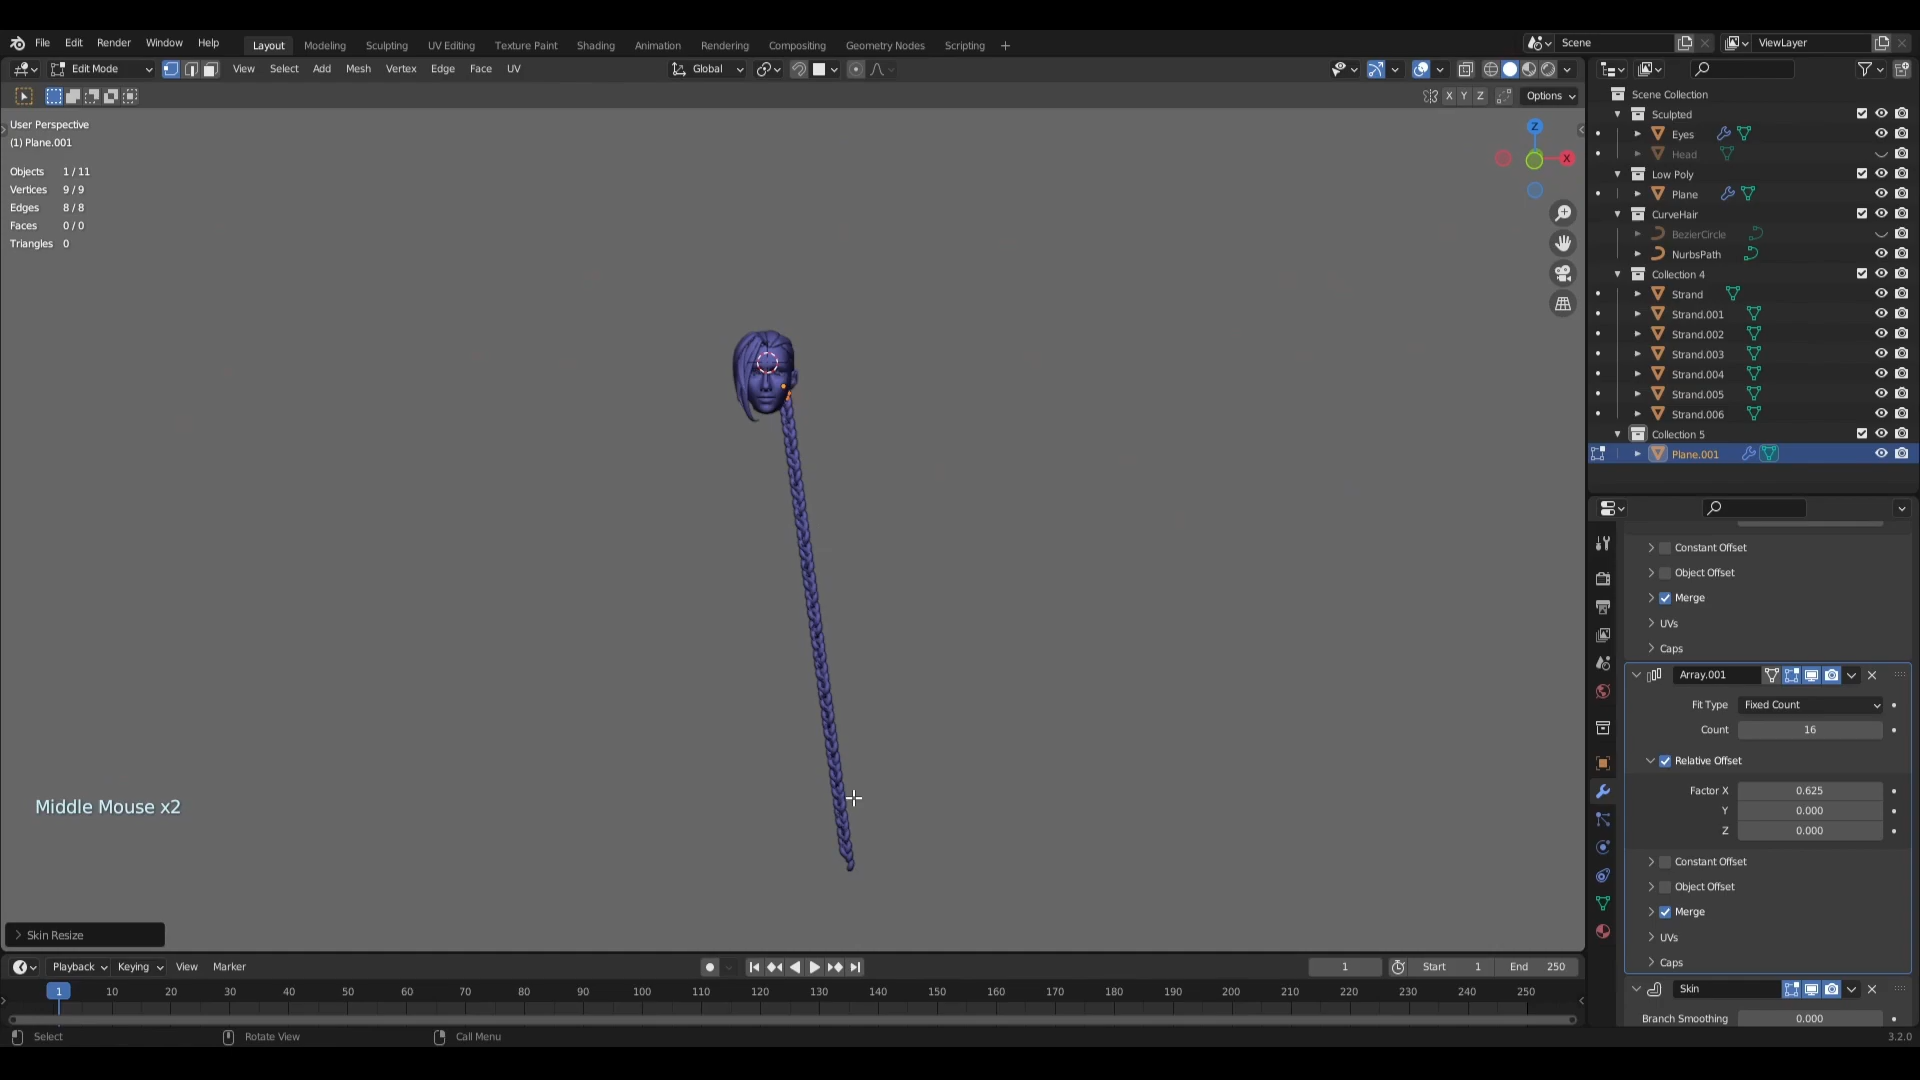 File Edit Render Window Help Layout Modeling Sculpting UV Editing Texture Paint Shading Animation Rendering Compositing Geometry Nodes Scripting + Scene ViewLayer
Edit Mode View Select Add Mesh Vertex Edge Face UV Global
X Y Z Options
User Perspective
(1) Plane.001
Objects 1 / 11
Vertices 9 / 9
Edges 8 / 8
Faces 0 / 0
Triangles 0
Z
X
Middle Mouse x2
Skin Resize
Scene Collection
Sculpted
Eyes
Head
Low Poly
Plane
CurveHair
BezierCircle
NurbsPath
Collection 4
Strand
Strand.001
Strand.002
Strand.003
Strand.004
Strand.005
Strand.006
Collection 5
Plane.001
Constant Offset
Object Offset
Merge
UVs
Caps
Array.001
Fit Type Fixed Count
Count 16
Relative Offset
Factor X 0.625
Y 0.000
Z 0.000
Constant Offset
Object Offset
Merge
UVs
Caps
Skin
Branch Smoothing 0.000
Playback Keying View Marker 1 Start 1 End 250
1 10 20 30 40 50 60 70 80 90 100 110 120 130 140 150 160 170 180 190 200 210 220 230 240 250
Select Rotate View Call Menu 3.2.0